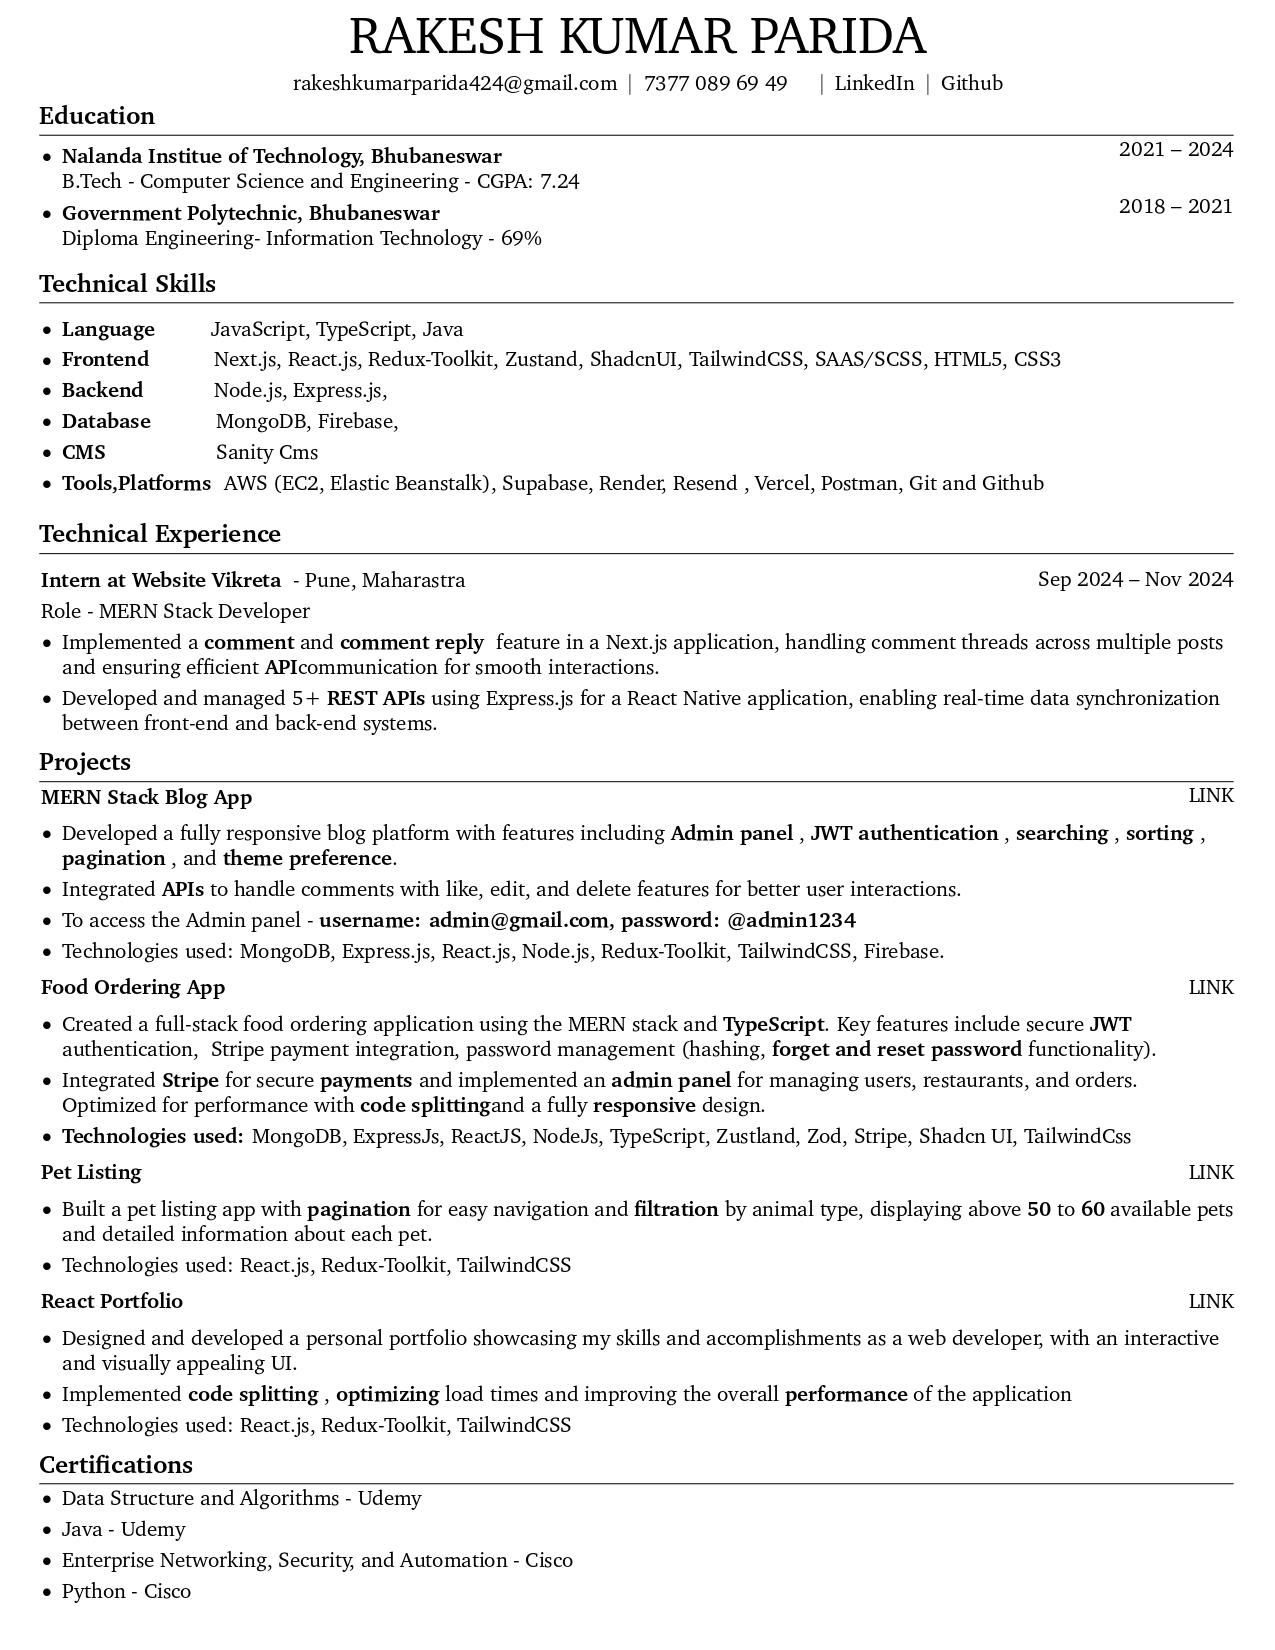 RAKESH KUMAR PARIDA
rakeshkumarparida424@gmail.com | 7377 089 69 49 | LinkedIn | Github
Education
• Nalanda Institue of Technology, Bhubaneswar 2021 – 2024
B.Tech - Computer Science and Engineering - CGPA: 7.24
• Government Polytechnic, Bhubaneswar 2018 – 2021
Diploma Engineering- Information Technology - 69%
Technical Skills
• Language JavaScript, TypeScript, Java
• Frontend Next.js, React.js, Redux-Toolkit, Zustand, ShadcnUI, TailwindCSS, SAAS/SCSS, HTML5, CSS3
• Backend Node.js, Express.js,
• Database MongoDB, Firebase,
• CMS Sanity Cms
• Tools,Platforms AWS (EC2, Elastic Beanstalk), Supabase, Render, Resend , Vercel, Postman, Git and Github
Technical Experience
Intern at Website Vikreta - Pune, Maharastra Sep 2024 – Nov 2024
Role - MERN Stack Developer
• Implemented a comment and comment reply feature in a Next.js application, handling comment threads across multiple posts
and ensuring efficient APIcommunication for smooth interactions.
• Developed and managed 5+ REST APIs using Express.js for a React Native application, enabling real-time data synchronization
between front-end and back-end systems.
Projects
MERN Stack Blog App LINK
• Developed a fully responsive blog platform with features including Admin panel , JWT authentication , searching , sorting ,
pagination , and theme preference.
• Integrated APIs to handle comments with like, edit, and delete features for better user interactions.
• To access the Admin panel - username: admin@gmail.com, password: @admin1234
• Technologies used: MongoDB, Express.js, React.js, Node.js, Redux-Toolkit, TailwindCSS, Firebase.
Food Ordering App LINK
• Created a full-stack food ordering application using the MERN stack and TypeScript. Key features include secure JWT
authentication, Stripe payment integration, password management (hashing, forget and reset password functionality).
• Integrated Stripe for secure payments and implemented an admin panel for managing users, restaurants, and orders.
Optimized for performance with code splittingand a fully responsive design.
• Technologies used: MongoDB, ExpressJs, ReactJS, NodeJs, TypeScript, Zustland, Zod, Stripe, Shadcn UI, TailwindCss
Pet Listing LINK
• Built a pet listing app with pagination for easy navigation and filtration by animal type, displaying above 50 to 60 available pets
and detailed information about each pet.
• Technologies used: React.js, Redux-Toolkit, TailwindCSS
React Portfolio LINK
• Designed and developed a personal portfolio showcasing my skills and accomplishments as a web developer, with an interactive
and visually appealing UI.
• Implemented code splitting , optimizing load times and improving the overall performance of the application
• Technologies used: React.js, Redux-Toolkit, TailwindCSS
Certifications
• Data Structure and Algorithms - Udemy
• Java - Udemy
• Enterprise Networking, Security, and Automation - Cisco
• Python - Cisco